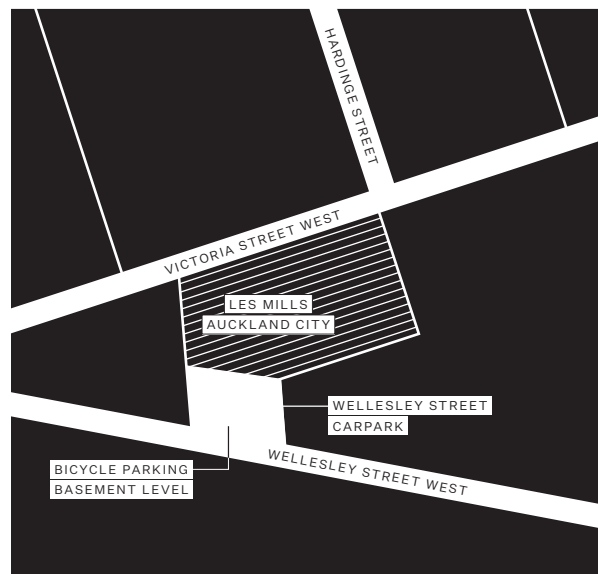 HARDINGE STREET
VICTORIA STREET WEST
LES MILLS
AUCKLAND CITY
WELLESLEY STREET
CARPARK
BICYCLE PARKING
BASEMENT LEVEL
WELLESLEY STREET WEST